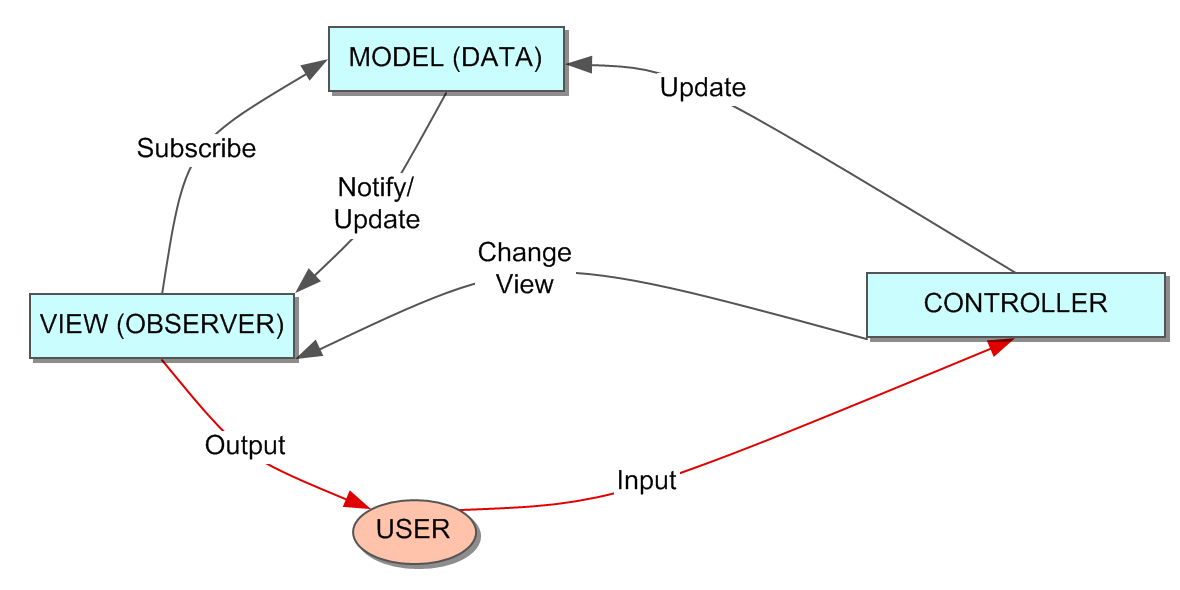 MODEL (DATA)
Update
Subscribe
Notify/
Update
Change
View
VIEW (OBSERVER)
CONTROLLER
Output
Input
USER